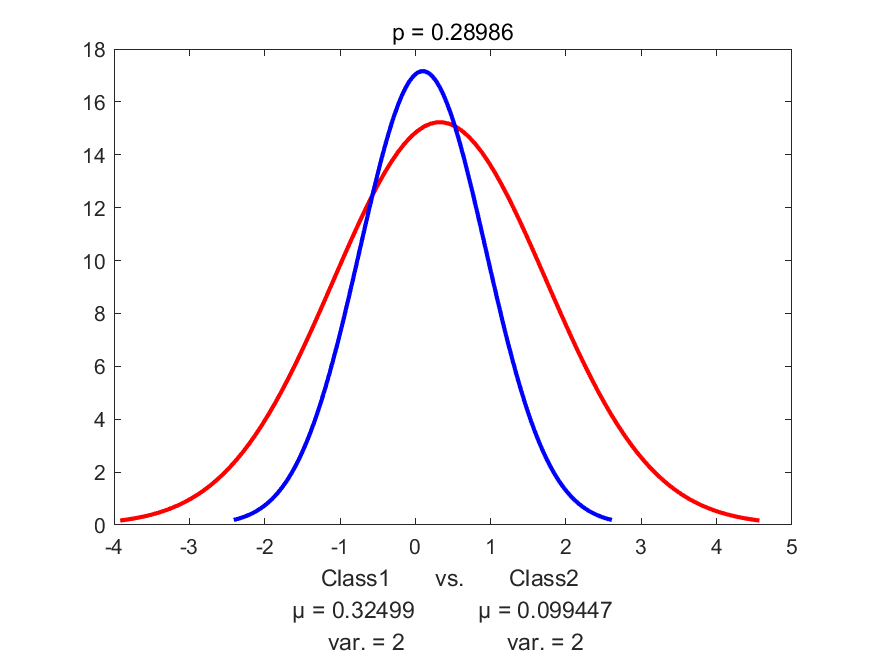 p = 0.28986
18
16
14
12
10
8
6
4
2
0
-4 -3 -2 -1 0 1 2 3 4 5
Class1 vs. Class2
μ = 0.32499 μ = 0.099447
var. = 2 var. = 2